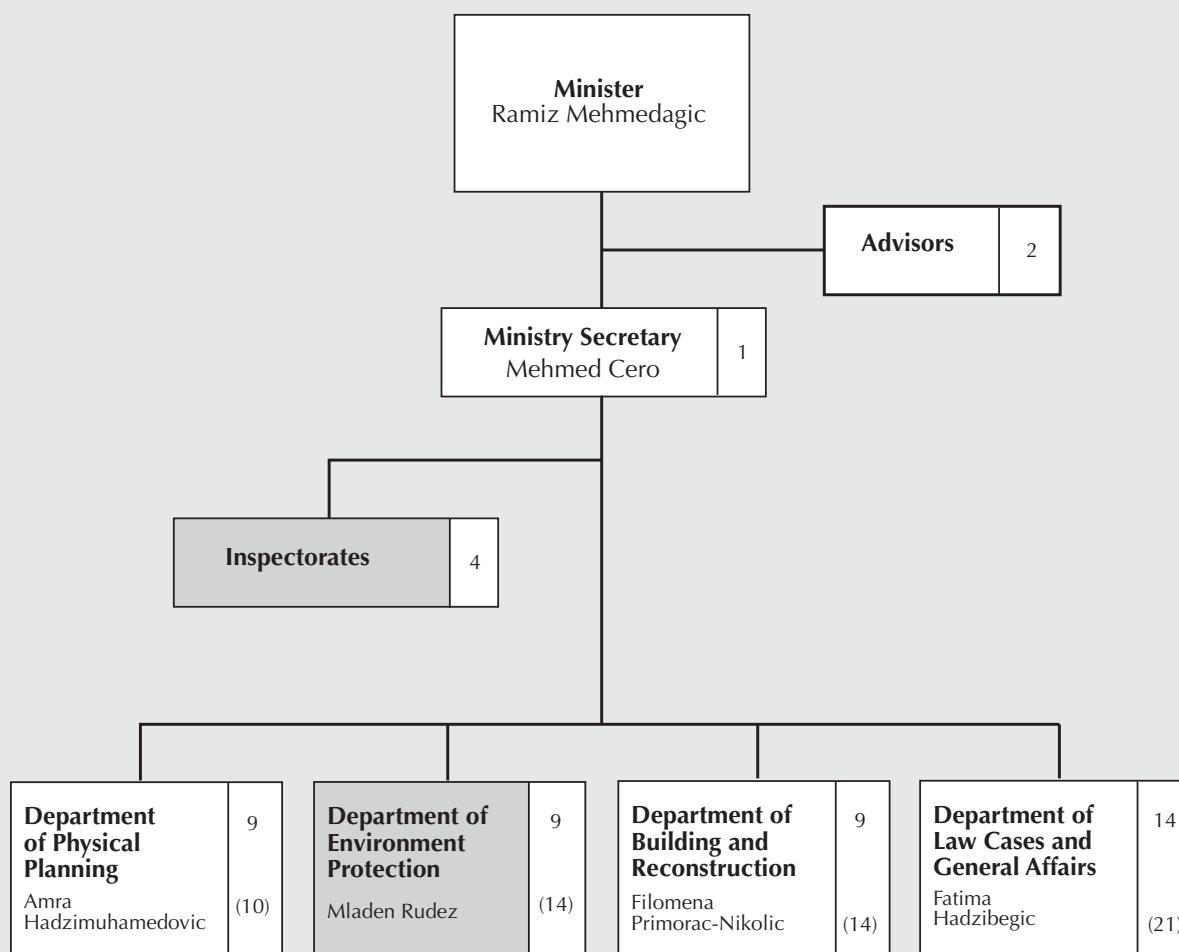 Minister
Ramiz Mehmedagic
Advisors
2
Ministry Secretary
Mehmed Cero
1
Inspectorates
4
Department
of Physical
Planning
Amra
Hadzimuhamedovic
9
(10)
Department of
Environment
Protection
Mladen Rudez
9
(14)
Department of
Building and
Reconstruction
Filomena
Primorac-Nikolic
9
(14)
Department of
Law Cases and
General Affairs
Fatima
Hadzibegic
14
(21)